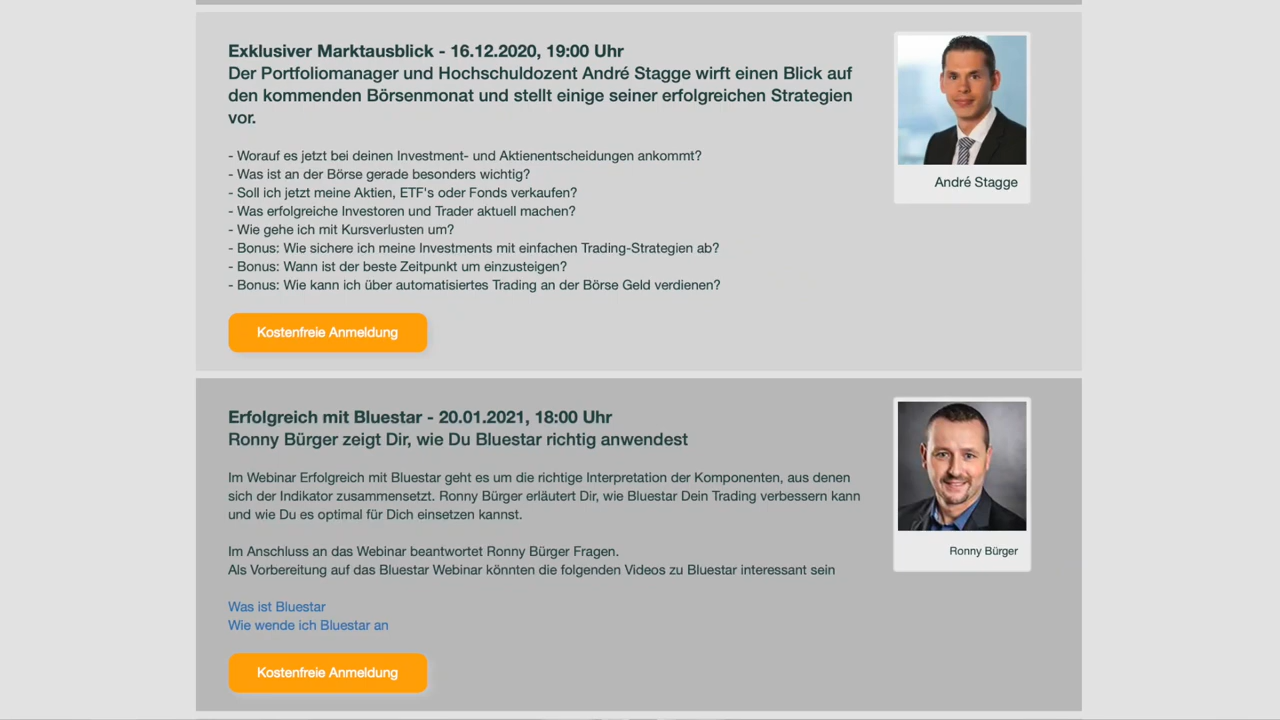 Exklusiver Marktausblick - 16.12.2020, 19:00 Uhr
Der Portfoliomanager und Hochschuldozent André Stagge wirft einen Blick auf
den kommenden Börsenmonat und stellt einige seiner erfolgreichen Strategien
vor.
- Worauf es jetzt bei deinen Investment- und Aktienentscheidungen ankommt?
- Was ist an der Börse gerade besonders wichtig?
- Soll ich jetzt meine Aktien, ETF's oder Fonds verkaufen?
- Was erfolgreiche Investoren und Trader aktuell machen?
- Wie gehe ich mit Kursverlusten um?
- Bonus: Wie sichere ich meine Investments mit einfachen Trading-Strategien ab?
- Bonus: Wann ist der beste Zeitpunkt um einzusteigen?
- Bonus: Wie kann ich über automatisiertes Trading an der Börse Geld verdienen?
Kostenfreie Anmeldung
André Stagge
Erfolgreich mit Bluestar - 20.01.2021, 18:00 Uhr
Ronny Bürger zeigt Dir, wie Du Bluestar richtig anwendest
Im Webinar Erfolgreich mit Bluestar geht es um die richtige Interpretation der Komponenten, aus denen
sich der Indikator zusammensetzt. Ronny Bürger erläutert Dir, wie Bluestar Dein Trading verbessern kann
und wie Du es optimal für Dich einsetzen kannst.
Im Anschluss an das Webinar beantwortet Ronny Bürger Fragen.
Als Vorbereitung auf das Bluestar Webinar könnten die folgenden Videos zu Bluestar interessant sein
Was ist Bluestar
Wie wende ich Bluestar an
Kostenfreie Anmeldung
Ronny Bürger